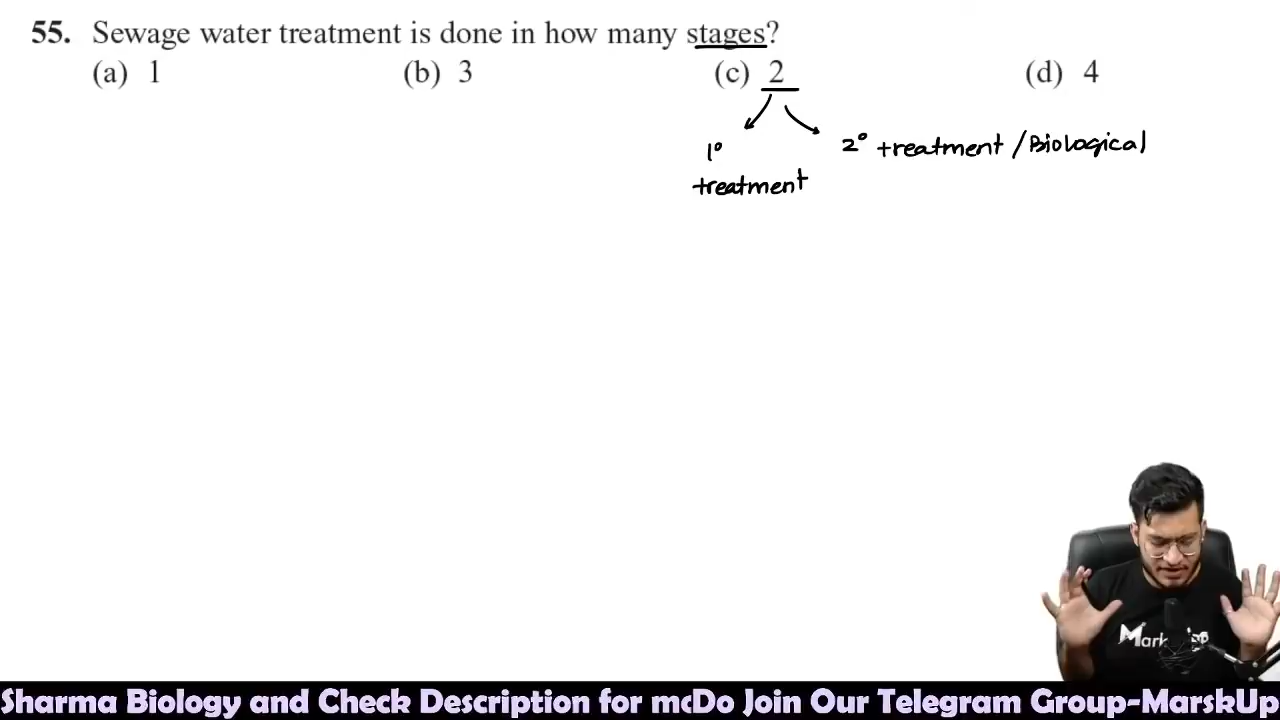 55. Sewage water treatment is done in how many stages?
(a) 1 (b) 3 (c) 2 (d) 4
1° 2° treatment / Biological
treatment
Sharma Biology and Check Description for mcDo Join Our Telegram Group-MarskUp